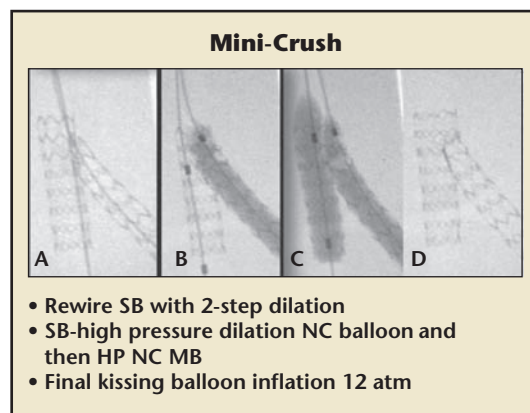 Mini-Crush
A
B
C
D
• Rewire SB with 2-step dilation
• SB-high pressure dilation NC balloon and
then HP NC MB
• Final kissing balloon inflation 12 atm